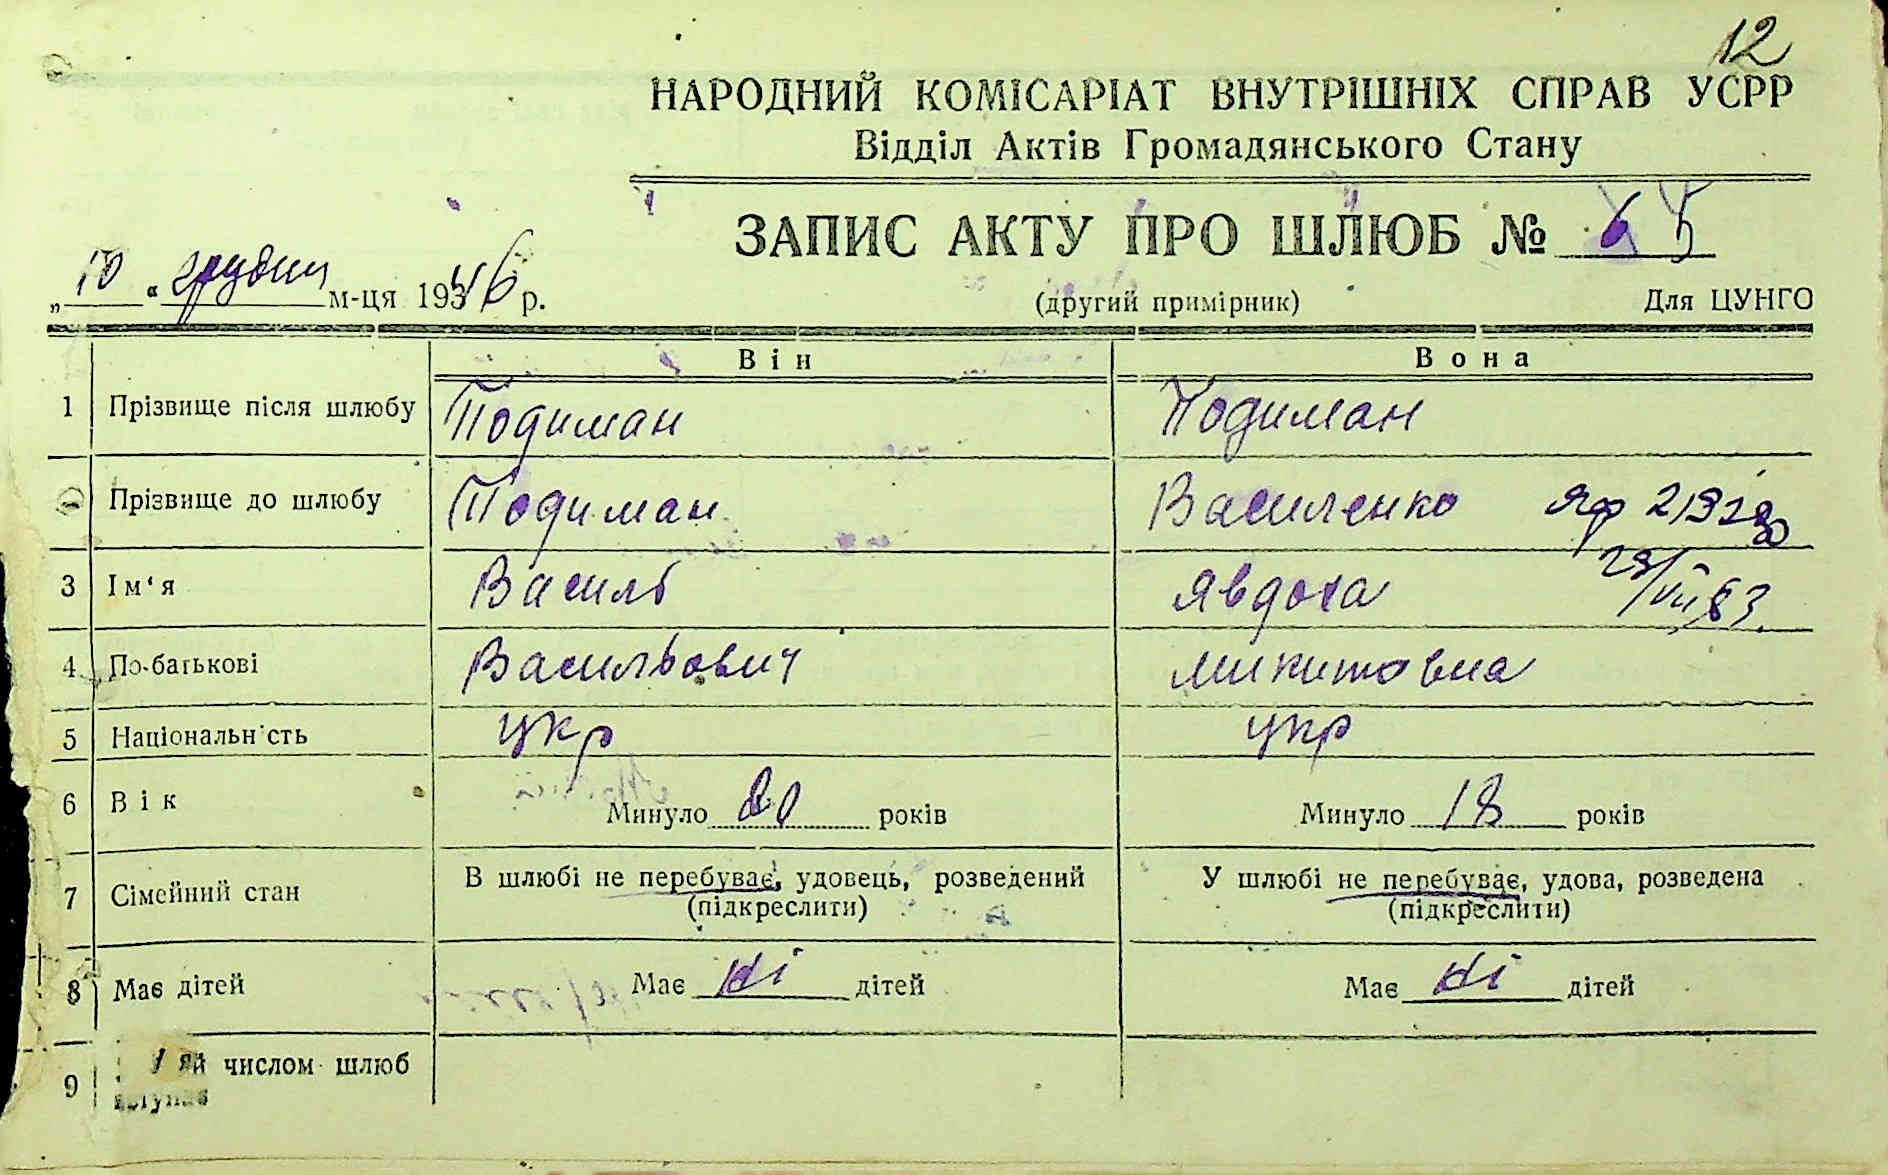 12
НАРОДНИЙ КОМІСАРІАТ ВНУТРІШНІХ СПРАВ УСРР
Відділ Актів Громадянського Стану
ЗАПИС АКТУ ПРО ШЛЮБ № 65
„10“ грудня м-ця 1946 р.
(другий примірник) Для ЦУНГО
Він Вона
1 Прізвище після шлюбу Подиман Подиман
Прізвище до шлюбу Подиман Василенко
3 Ім‘я Василь Явдоха
4 По-батькові Васильович Микитовна
5 Національн сть укр укр
6 Вік Минуло 20 років Минуло 18 років
7 Сімейний стан В шлюбі не перебуває, удовець, розведений У шлюбі не перебуває, удова, розведена
(підкреслити) (підкреслити)
8 Має дітей Має ні дітей Має ні дітей
9 числом шлюб